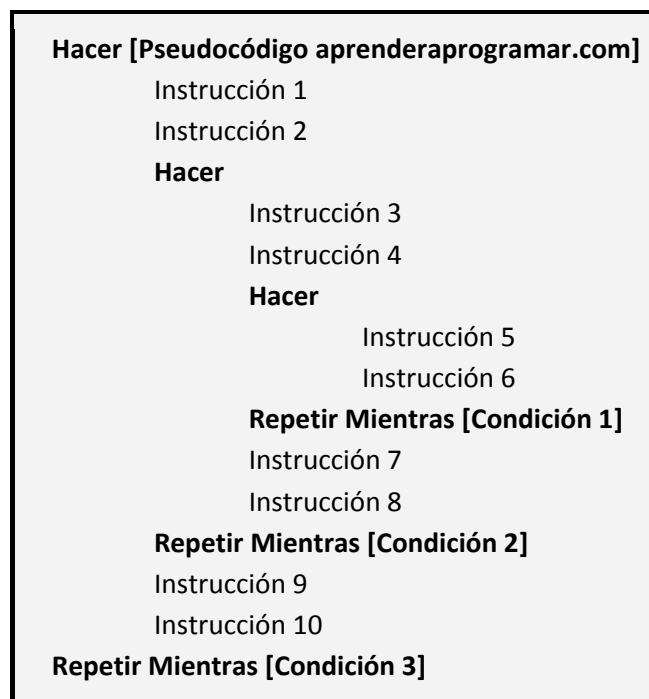 Hacer [Pseudocódigo aprenderaprogramar.com]
Instrucción 1
Instrucción 2
Hacer
Instrucción 3
Instrucción 4
Hacer
Instrucción 5
Instrucción 6
Repetir Mientras [Condición 1]
Instrucción 7
Instrucción 8
Repetir Mientras [Condición 2]
Instrucción 9
Instrucción 10
Repetir Mientras [Condición 3]